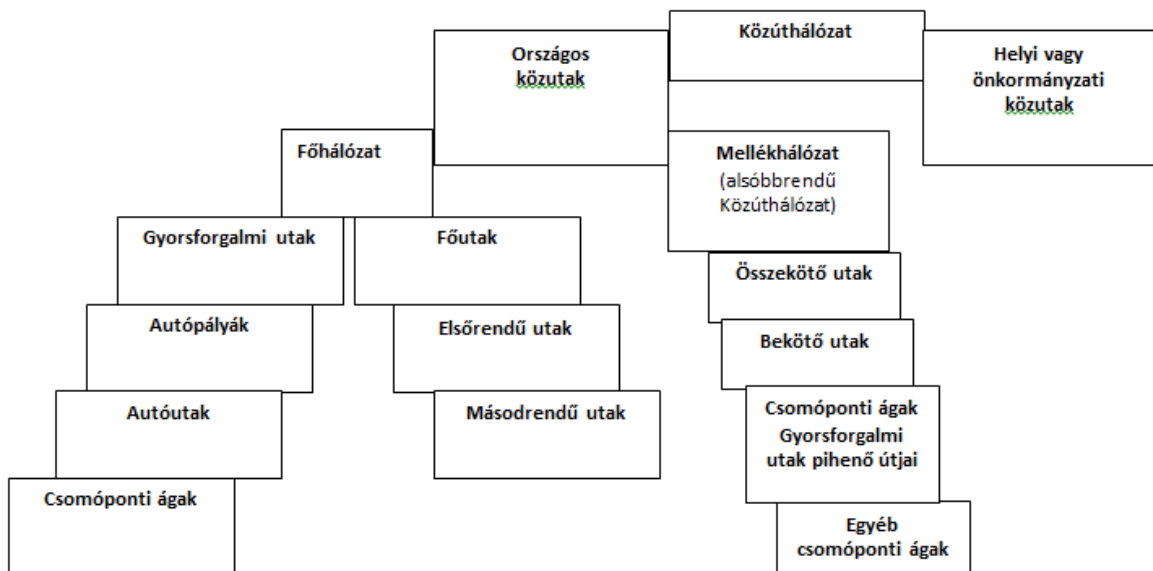 Közúthálózat
Országos
közutak
Helyi vagy
önkormányzati
közutak
Főhálózat
Mellékhálózat
(alsóbbrendű
Közúthálózat)
Gyorsforgalmi utak
Főutak
Összekötő utak
Autópályák
Elsőrendű utak
Bekötő utak
Autóutak
Másodrendű utak
Csomóponti ágak
Gyorsforgalmi
utak pihenő útjai
Csomóponti ágak
Egyéb
csomóponti ágak